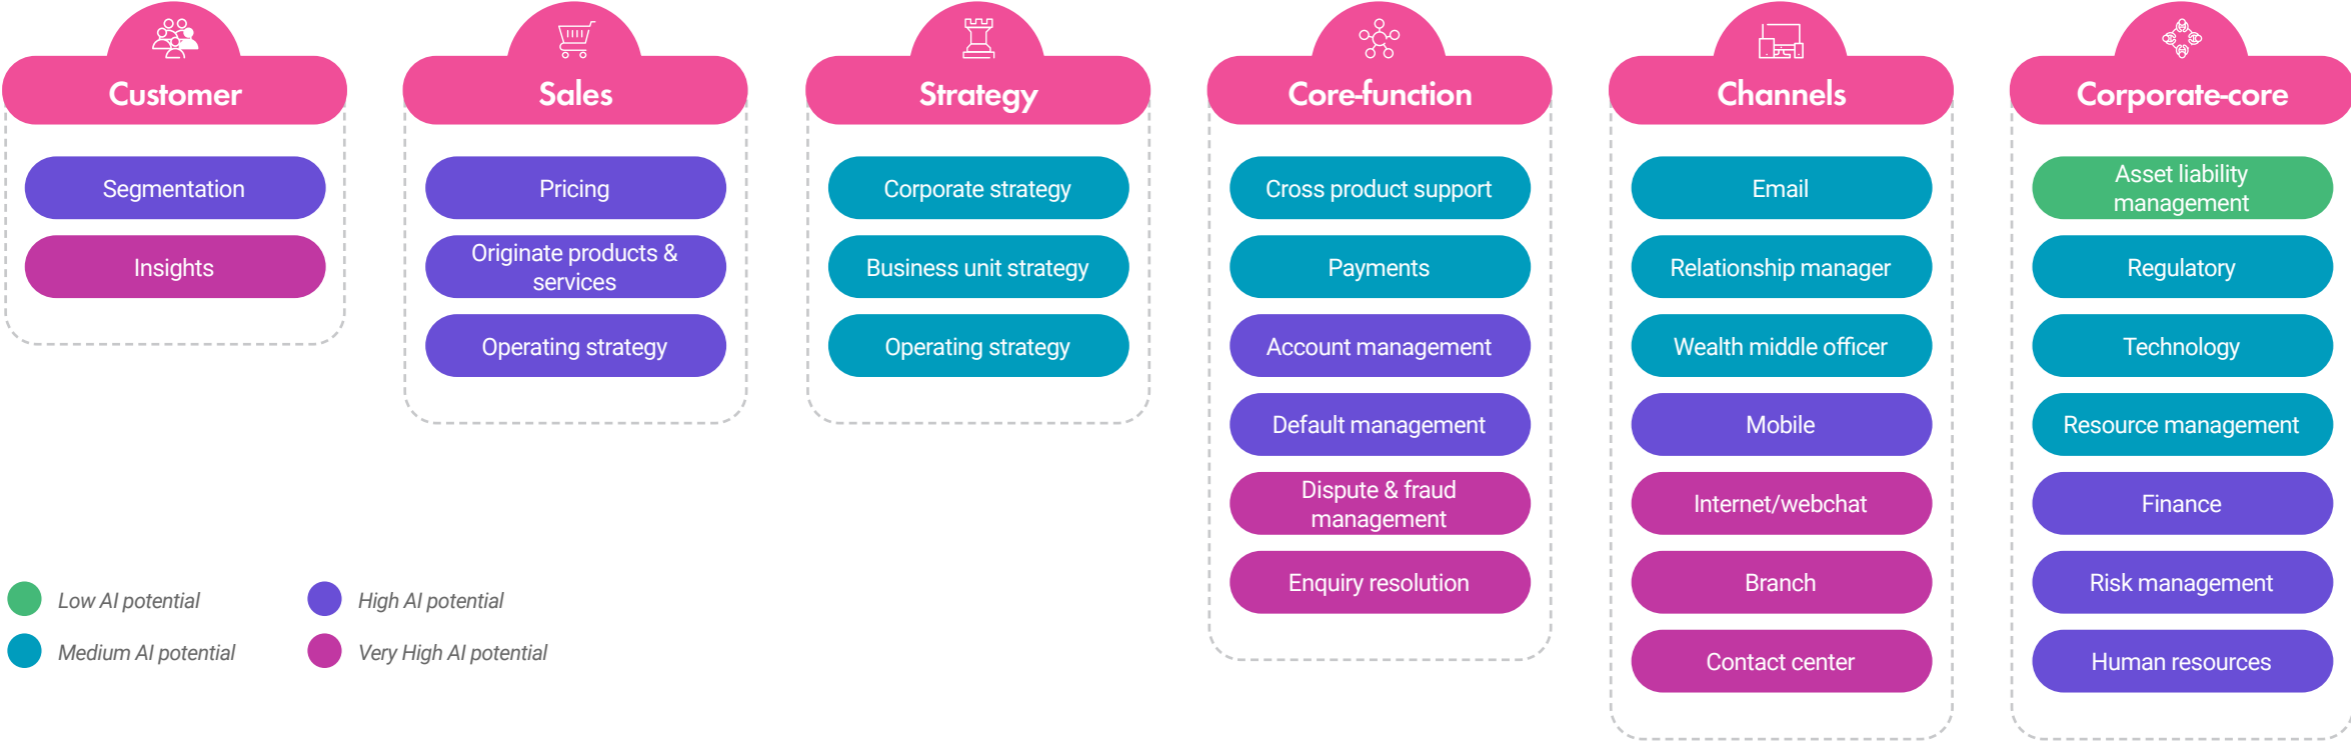 Customer
Segmentation
Insights
Sales
Pricing
Originate products &
services
Operating strategy
Strategy
Corporate strategy
Business unit strategy
Operating strategy
Core-function
Cross product support
Payments
Account management
Default management
Dispute & fraud
management
Enquiry resolution
Channels
Email
Relationship manager
Wealth middle officer
Mobile
Internet/webchat
Branch
Contact center
Corporate-core
Asset liability
management
Regulatory
Technology
Resource management
Finance
Risk management
Human resources
Low AI potential
High AI potential
Medium AI potential
Very High AI potential